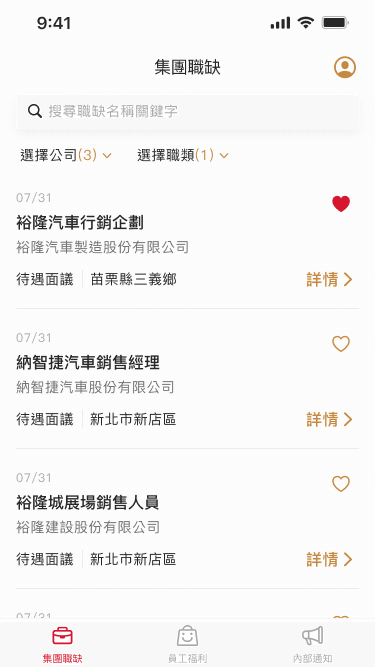 9:41
集團職缺
搜尋職缺名稱關鍵字
選擇公司(3) 選擇職類(1)
07/31
裕隆汽車行銷企劃
裕隆汽車製造股份有限公司
待遇面議 苗栗縣三義鄉 詳情
07/31
納智捷汽車銷售經理
納智捷汽車股份有限公司
待遇面議 新北市新店區 詳情
07/31
裕隆城展場銷售人員
裕隆建設股份有限公司
待遇面議 新北市新店區 詳情
07/31
集團職缺 員工福利 內部通知